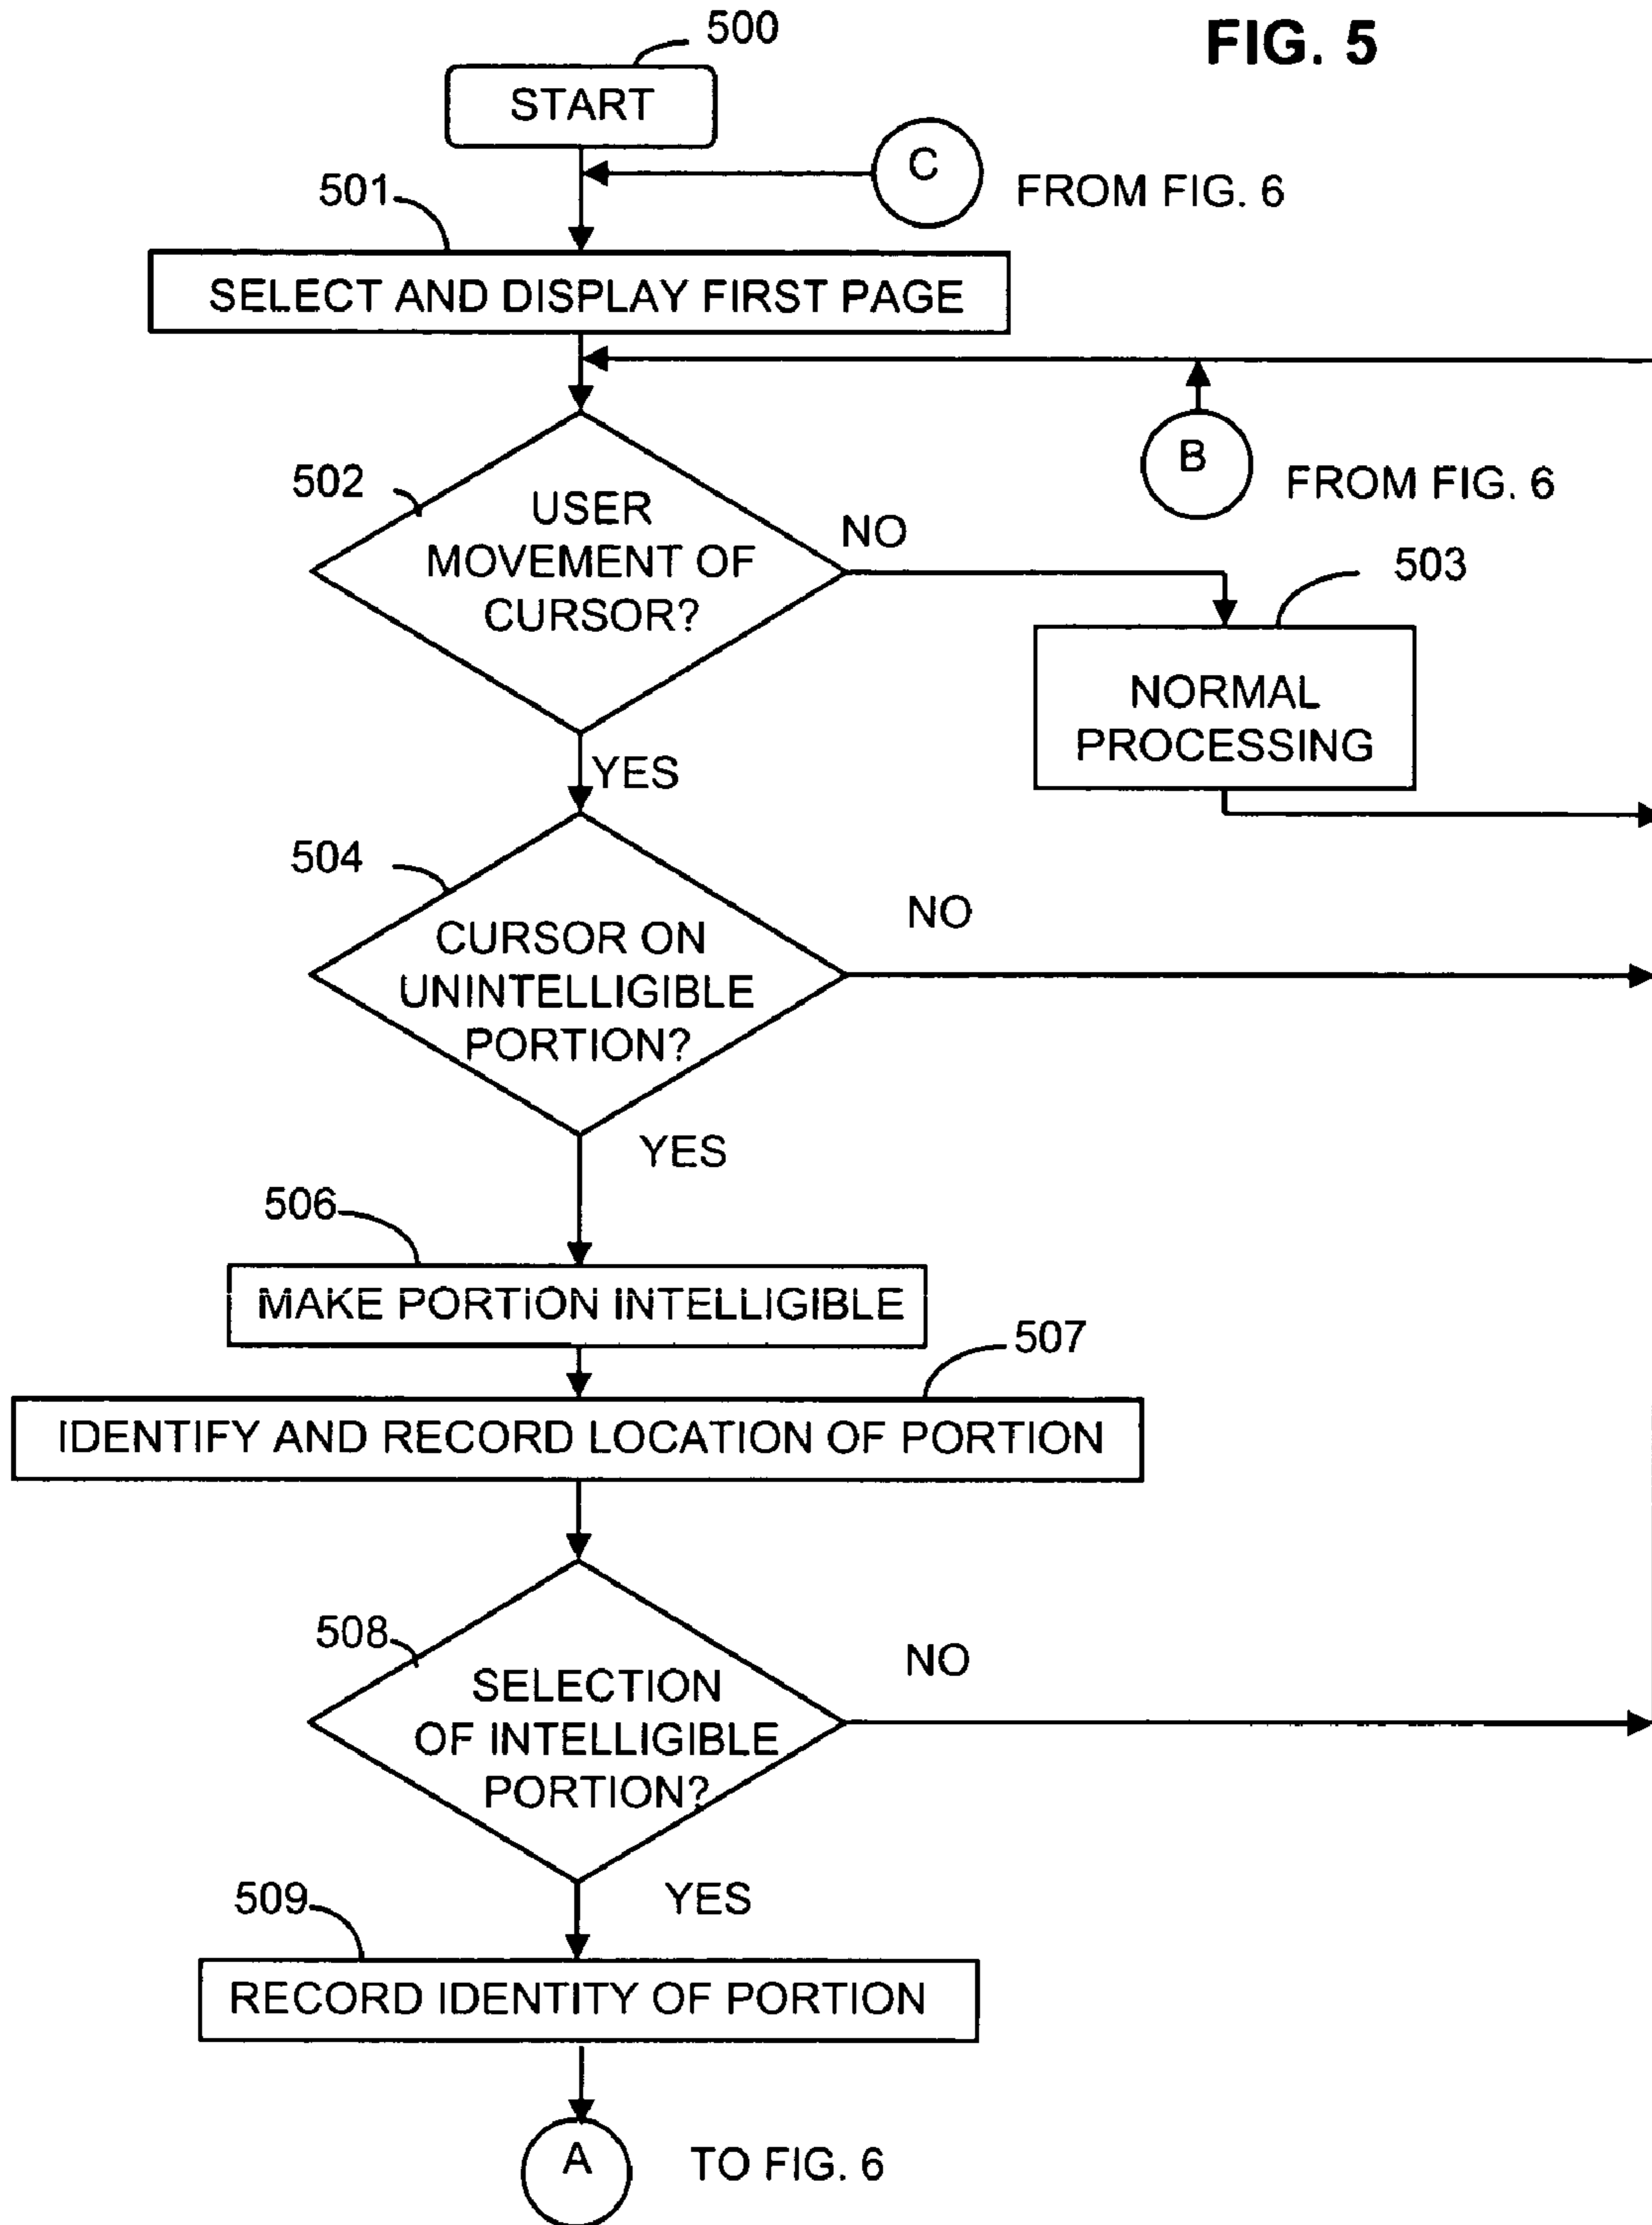 FIG. 5
500
START
C
FROM FIG. 6
501
SELECT AND DISPLAY FIRST PAGE
B
FROM FIG. 6
502
USER
MOVEMENT OF
CURSOR?
NO
503
NORMAL
PROCESSING
YES
504
CURSOR ON
UNINTELLIGIBLE
PORTION?
NO
YES
506
MAKE PORTION INTELLIGIBLE
507
IDENTIFY AND RECORD LOCATION OF PORTION
508
SELECTION
OF INTELLIGIBLE
PORTION?
NO
YES
509
RECORD IDENTITY OF PORTION
A
TO FIG. 6